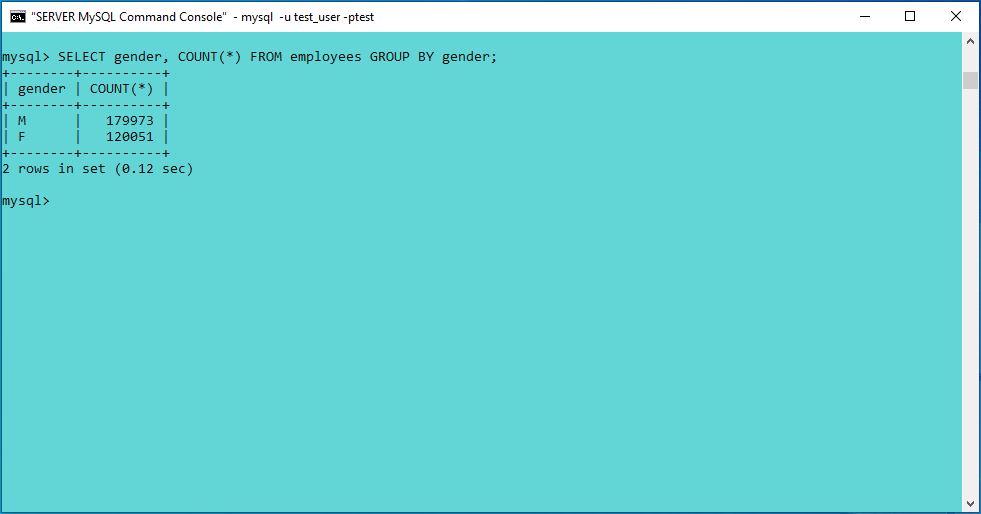 "SERVER MySQL Command Console" - mysql  -u test_user -ptest
mysql> SELECT gender, COUNT(*) FROM employees GROUP BY gender;
+--------+----------+
| gender | COUNT(*) |
+--------+----------+
| M      |   179973 |
| F      |   120051 |
+--------+----------+
2 rows in set (0.12 sec)
mysql>